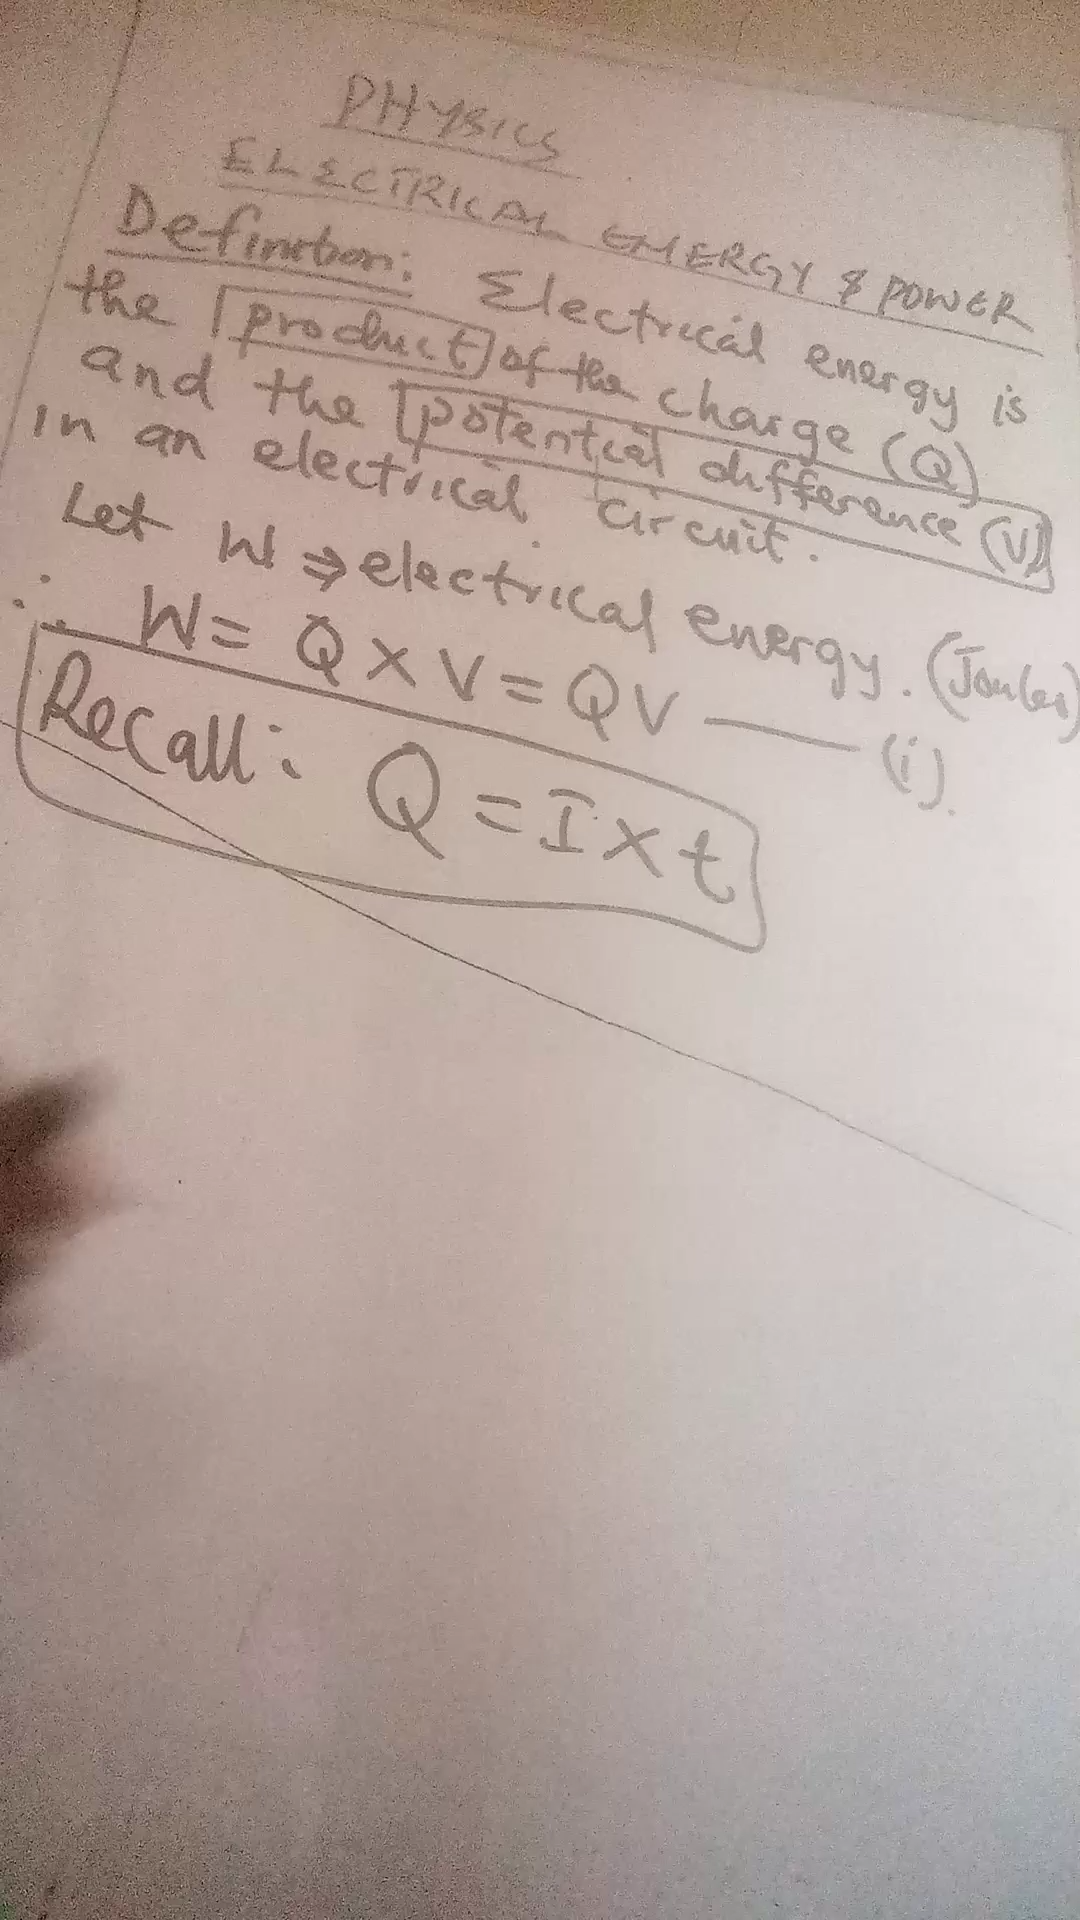 PHYSICS
ELECTRICAL ENERGY & POWER
Definition: Electrical energy is
the product of the charge (Q)
and the potential difference (V)
in an electrical circuit.
Let W ⇒ electrical energy. (Joules)
∴ W = Q × V = QV —— (i).
Recall: Q = I × t